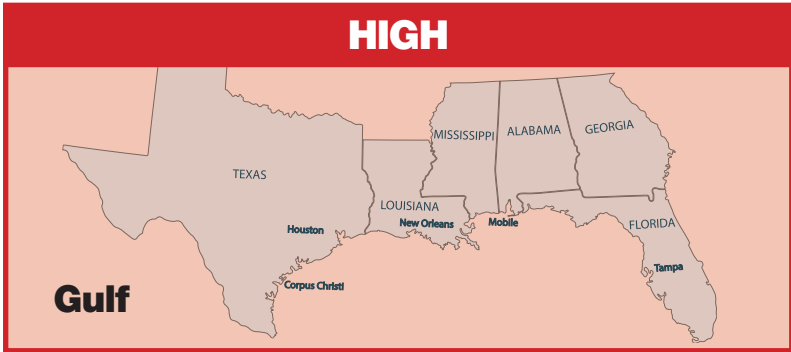 HIGH
MISSISSIPPI
ALABAMA
GEORGIA
TEXAS
LOUISIANA
New Orleans
Mobile
FLORIDA
Houston
Tampa
Corpus Christi
Gulf